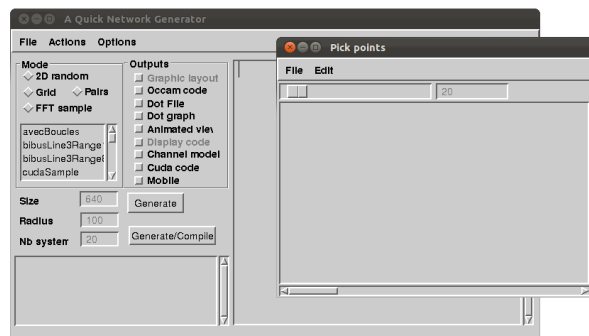 A Quick Network Generator
File Actions Options
Mode
2D random
Grid Pairs
FFT sample
avecBoucles
bibusLine3Range
bibusLine3Range
cudaSample
Outputs
Graphic layout
Occam code
Dot File
Dot graph
Animated view
Display code
Channel model
Cuda code
Mobile
Size 640
Radius 100
Nb system 20
Generate
Generate/Compile
Pick points
File Edit
20